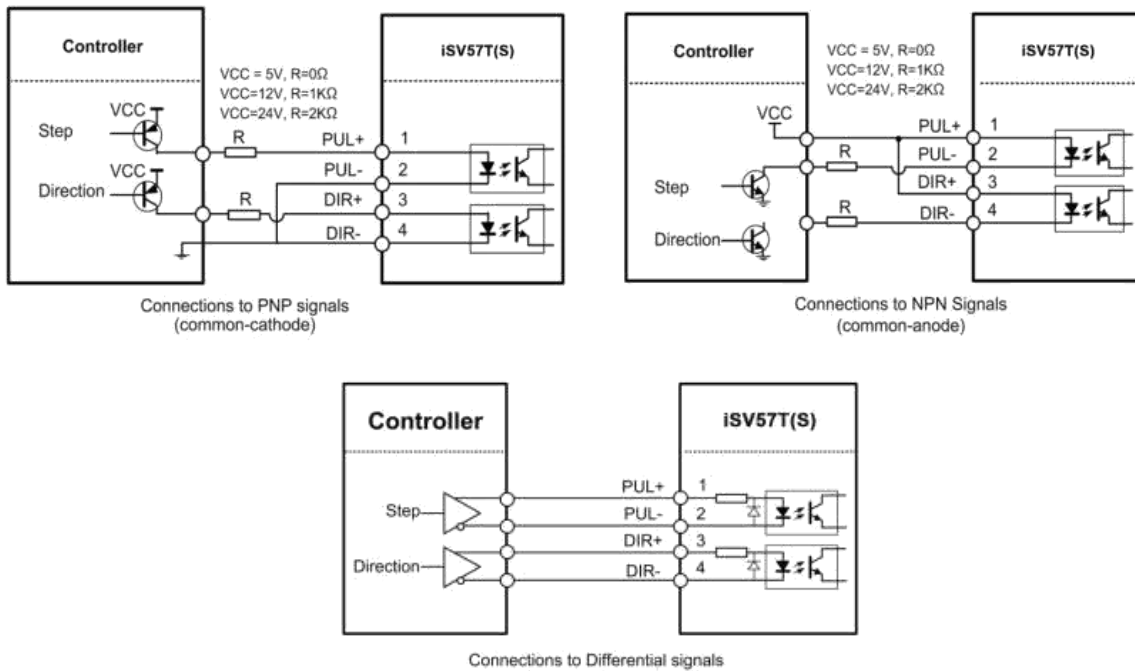 Controller
iSV57T(S)
VCC = 5V, R=0Ω
VCC=12V, R=1KΩ
VCC=24V, R=2KΩ
VCC
Step
R
PUL+
1
VCC
PUL-
2
Direction
R
DIR+
3
DIR-
4
Connections to PNP signals
(common-cathode)
Controller
iSV57T(S)
VCC = 5V, R=0Ω
VCC=12V, R=1KΩ
VCC=24V, R=2KΩ
VCC
PUL+
1
R
PUL-
2
Step
DIR+
3
R
DIR-
4
Direction
Connections to NPN Signals
(common-anode)
Controller
iSV57T(S)
PUL+
1
Step
PUL-
2
DIR+
3
Direction
DIR-
4
Connections to Differential signals